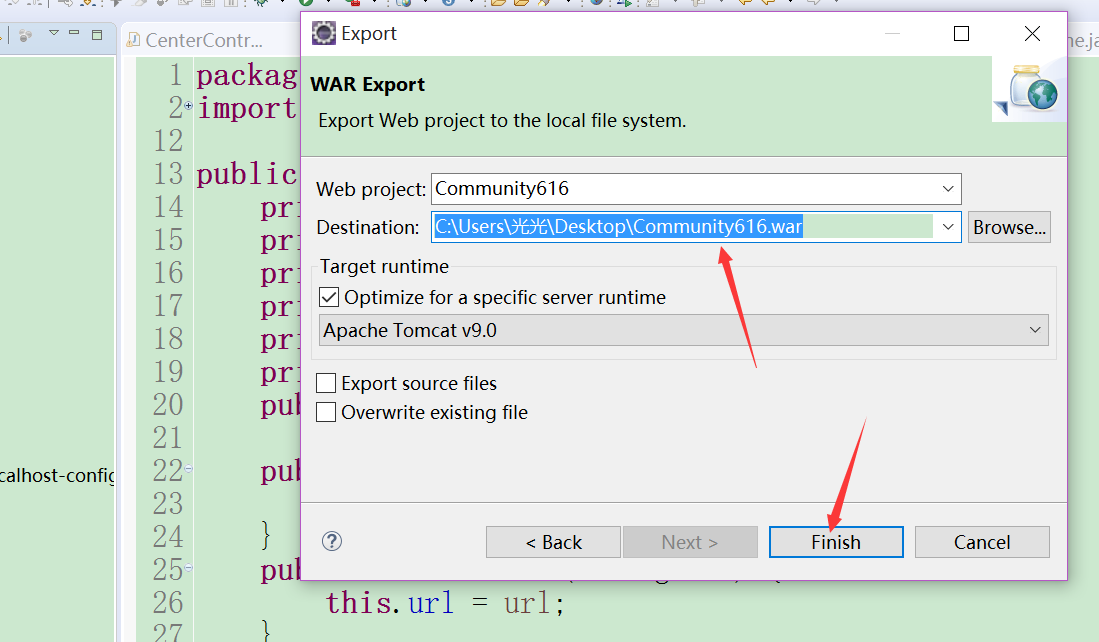 CenterContr...
Export
ne.ja
WAR Export
Export Web project to the local file system.
Web project: Community616
Destination: C:\Users\光光\Desktop\Community616.war Browse...
Target runtime
Optimize for a specific server runtime
Apache Tomcat v9.0
Export source files
Overwrite existing file
< Back Next > Finish Cancel
calhost-config
1 packag
2 import
12
13 public
14 pri
15 pri
16 pri
17 pri
18 pri
19 pri
20 pub
21
22 pub
23
24 }
25 pub
26 this.url = url;
27 }